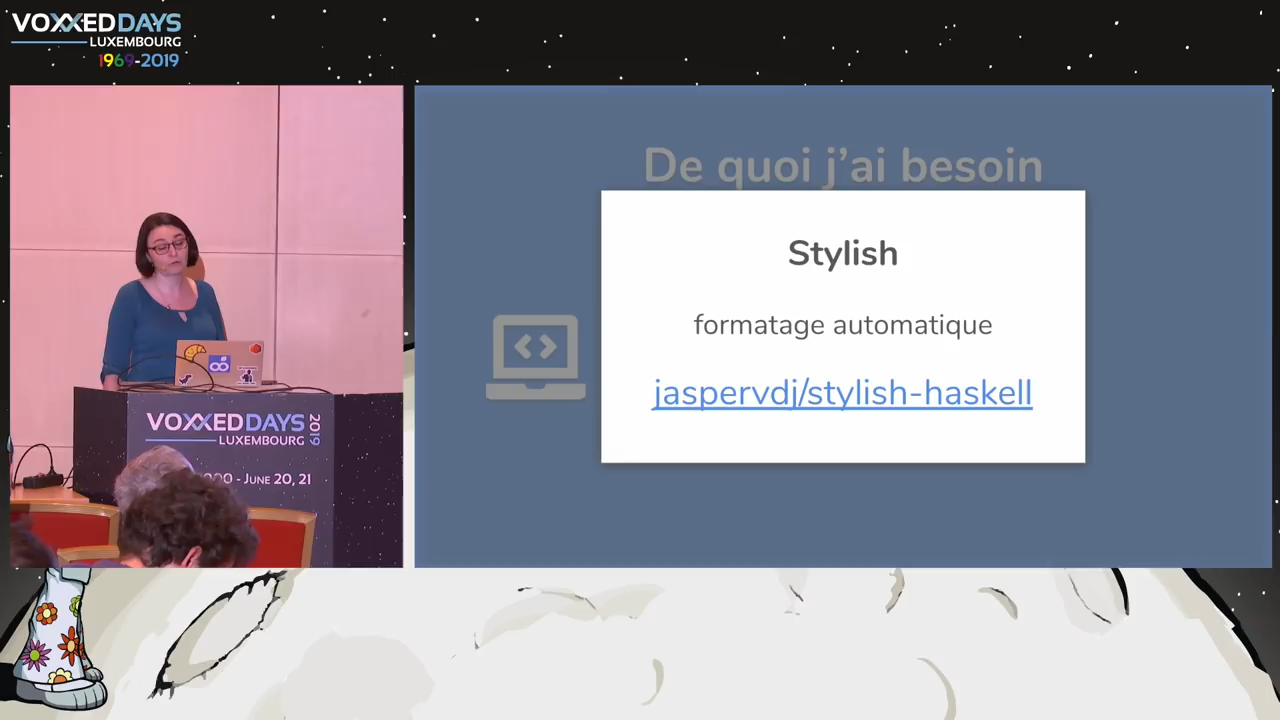 VOXXED DAYS
LUXEMBOURG
1969-2019
De quoi j'ai besoin
Stylish
formatage automatique
jaspervdj/stylish-haskell
VOXXED DAYS
LUXEMBOURG
2019
- JUNE 20, 21